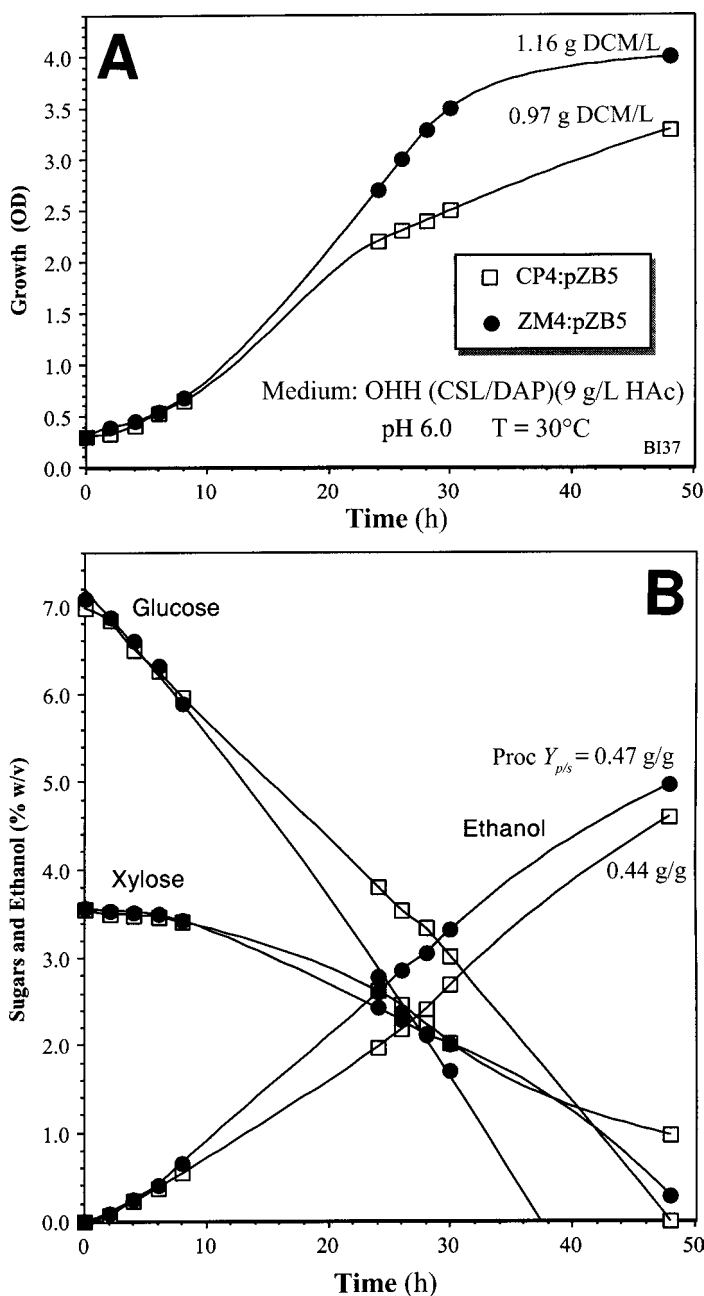 A
1.16 g DCM/L
0.97 g DCM/L
4.0
3.5
3.0
2.5
2.0
1.5
1.0
0.5
0.0
Growth (OD)
CP4:pZB5
ZM4:pZB5
Medium: OHH (CSL/DAP)(9 g/L HAc)
pH 6.0 T = 30°C
BI37
0 10 20 30 40 50
Time (h)
B
Glucose
7.0
6.0
5.0
4.0
3.0
2.0
1.0
0.0
Sugars and Ethanol (% w/v)
Proc Yp/s = 0.47 g/g
Ethanol
0.44 g/g
Xylose
0 10 20 30 40 50
Time (h)